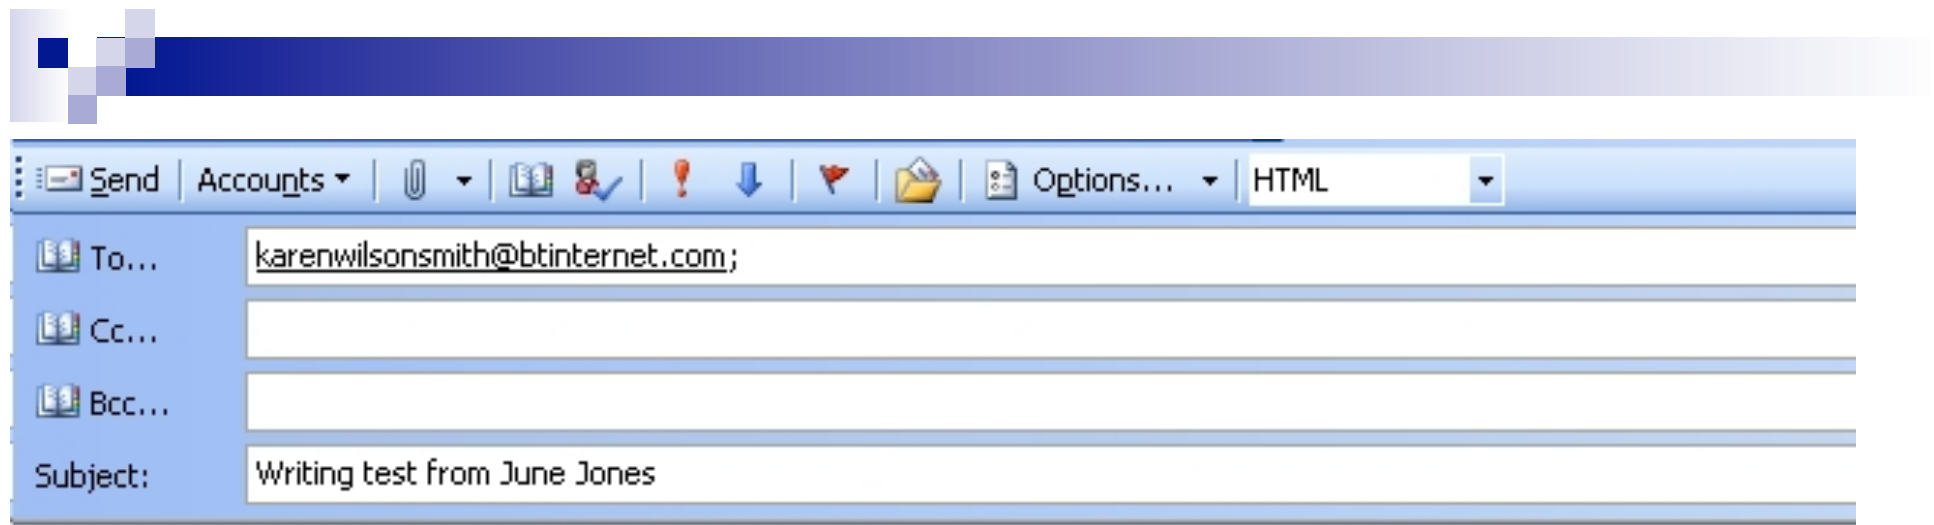 Send Accounts Options... HTML
To... karenwilsonsmith@btinternet.com;
Cc...
Bcc...
Subject: Writing test from June Jones